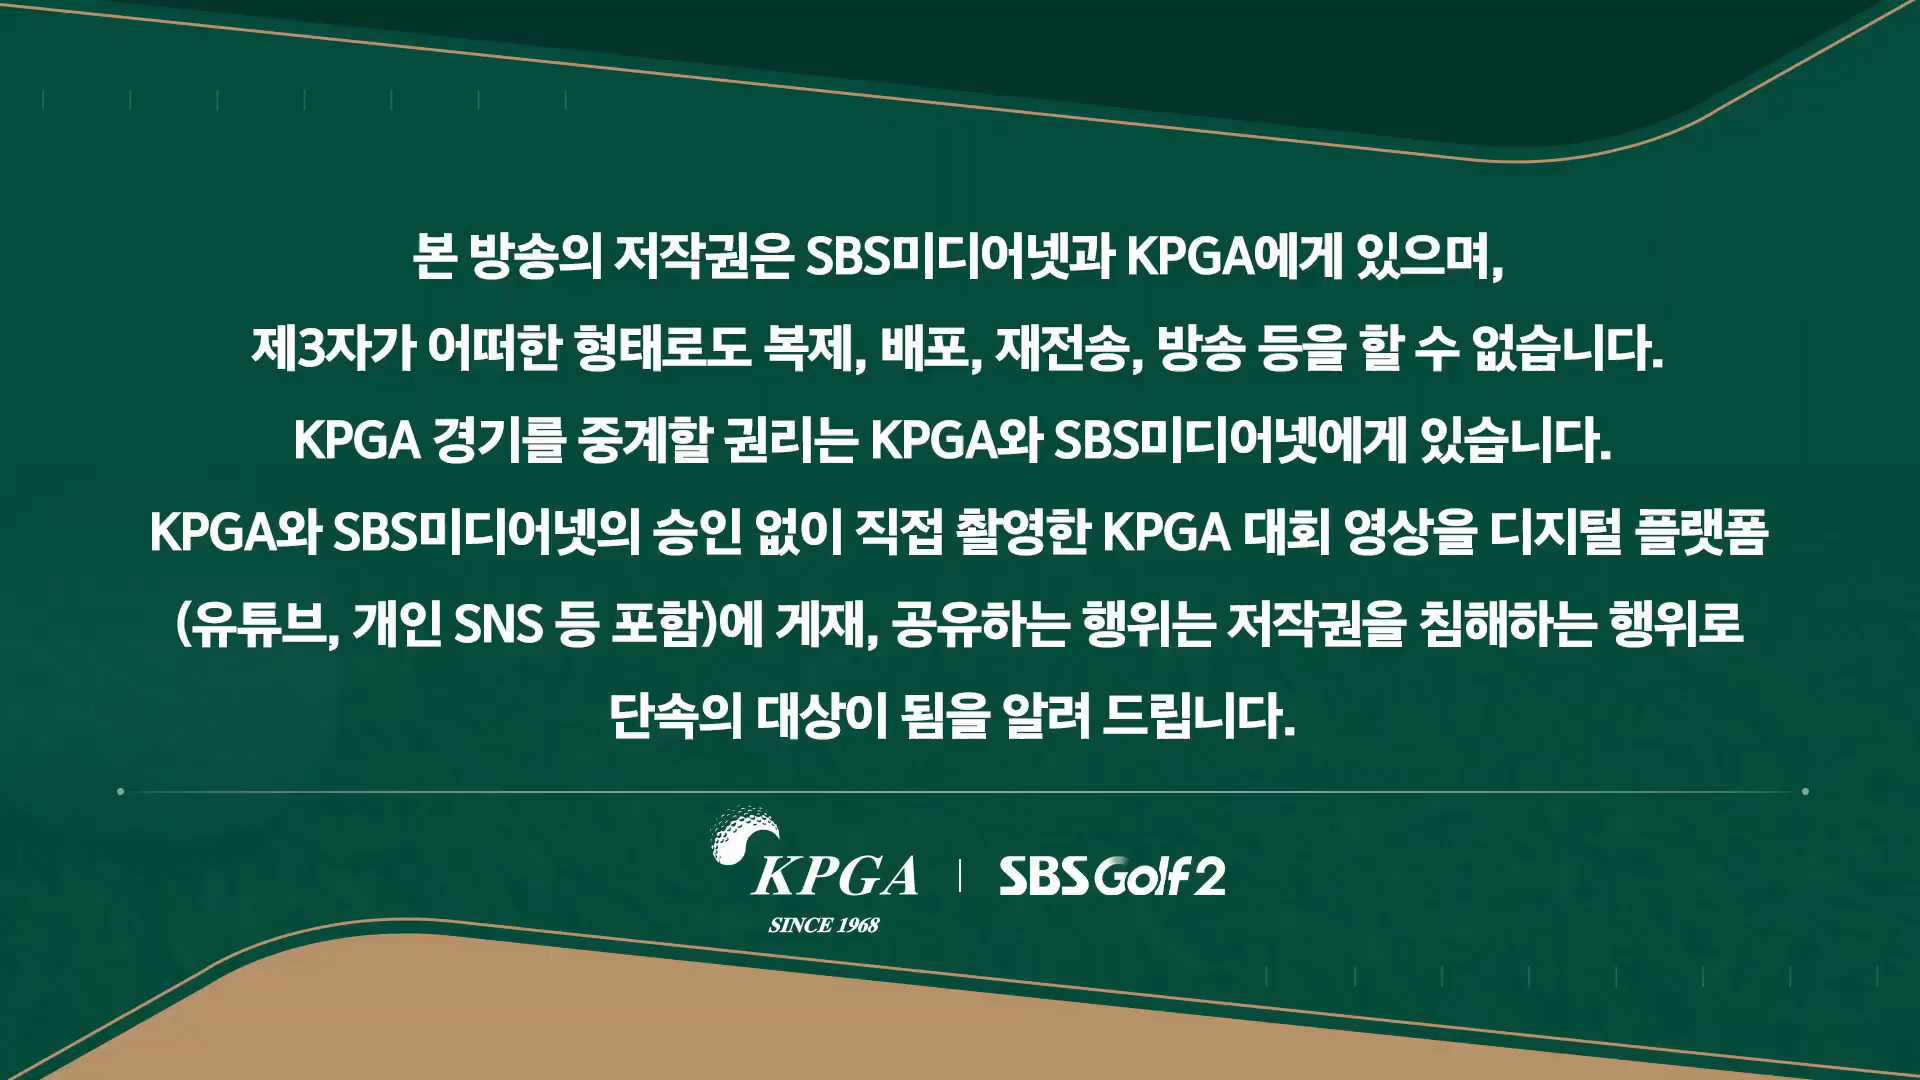 본 방송의 저작권은 SBS미디어넷과 KPGA에게 있으며,
제3자가 어떠한 형태로도 복제, 배포, 재전송, 방송 등을 할 수 없습니다.
KPGA 경기를 중계할 권리는 KPGA와 SBS미디어넷에게 있습니다.
KPGA와 SBS미디어넷의 승인 없이 직접 촬영한 KPGA 대회 영상을 디지털 플랫폼
(유튜브, 개인 SNS 등 포함)에 게재, 공유하는 행위는 저작권을 침해하는 행위로
단속의 대상이 됨을 알려 드립니다.
KPGA | SBS Golf 2
SINCE 1968